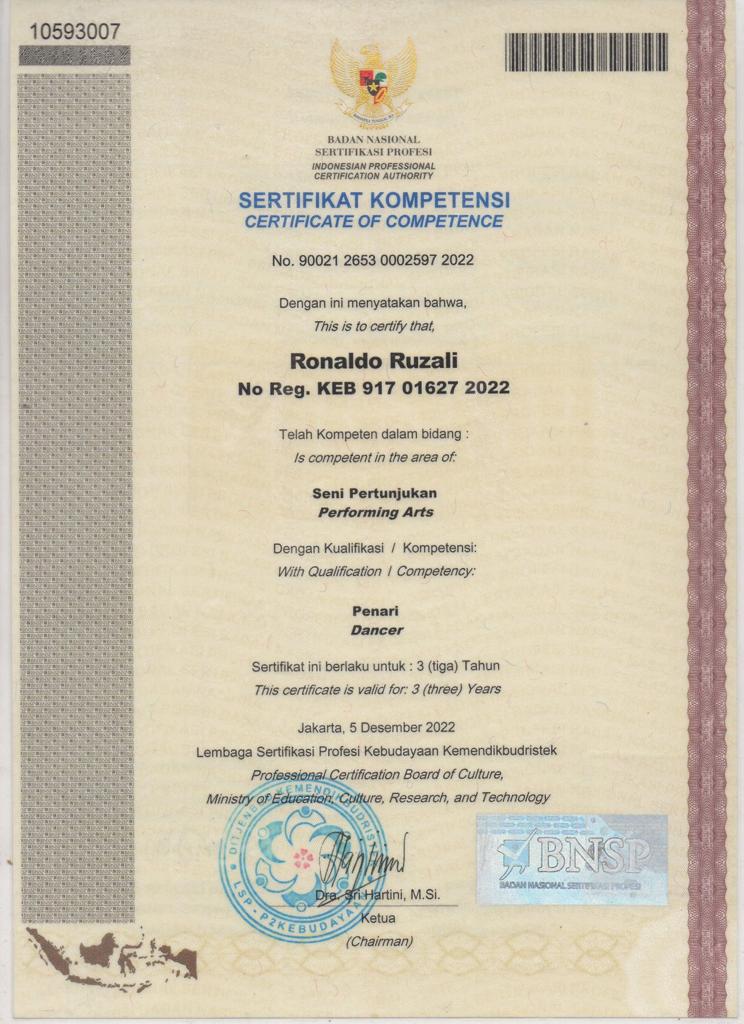 10593007
BADAN NASIONAL
SERTIFIKASI PROFESI
INDONESIAN PROFESSIONAL
CERTIFICATION AUTHORITY
SERTIFIKAT KOMPETENSI
CERTIFICATE OF COMPETENCE
No. 90021 2653 0002597 2022
Dengan ini menyatakan bahwa,
This is to certify that,
Ronaldo Ruzali
No Reg. KEB 917 01627 2022
Telah Kompeten dalam bidang :
Is competent in the area of:
Seni Pertunjukan
Performing Arts
Dengan Kualifikasi / Kompetensi:
With Qualification / Competency:
Penari
Dancer
Sertifikat ini berlaku untuk : 3 (tiga) Tahun
This certificate is valid for: 3 (three) Years
Jakarta, 5 Desember 2022
Lembaga Sertifikasi Profesi Kebudayaan Kemendikbudristek
Professional Certification Board of Culture,
Ministry of Education, Culture, Research, and Technology
LSP - P2KEBUDAYAAN
BNSP
BADAN NASIONAL SERTIFIKASI PROFESI
Dra. Sri Hartini, M.Si.
Ketua
(Chairman)